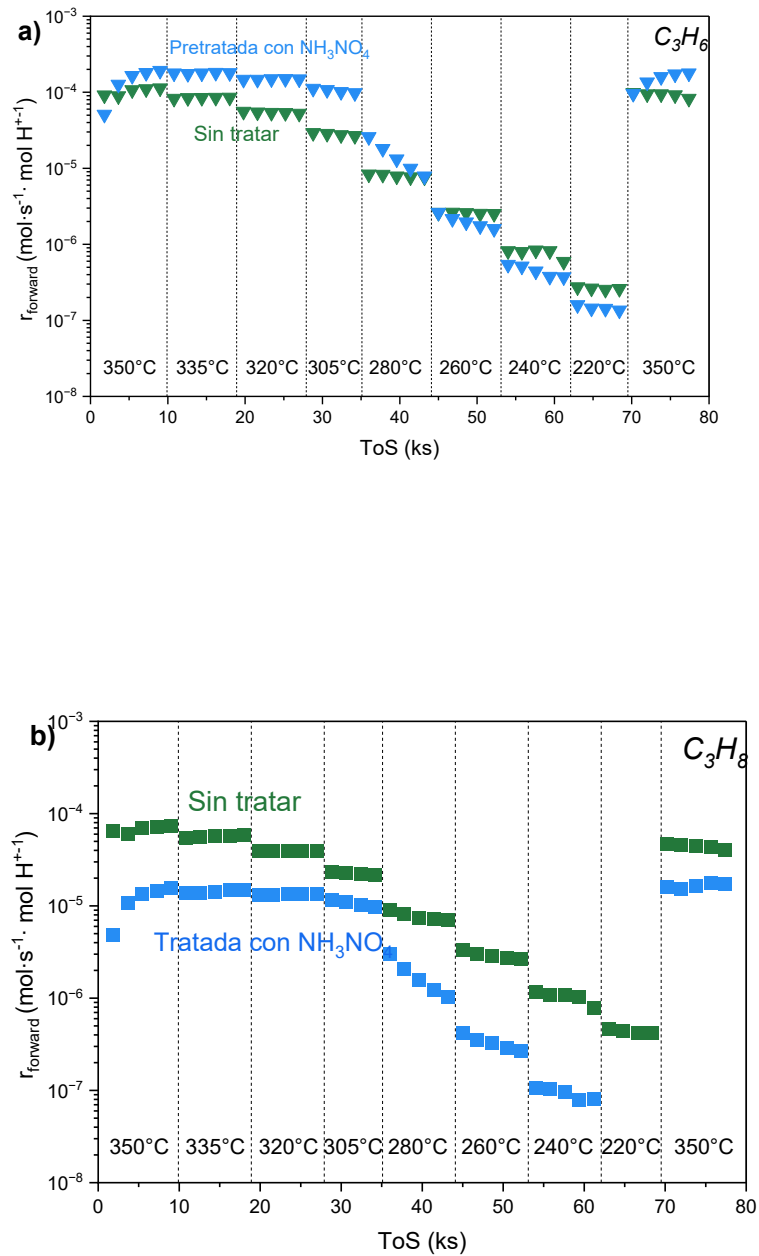 a)
C₃H₆
Pretratada con NH₃NO₄
Sin tratar
10⁻³
10⁻⁴
10⁻⁵
10⁻⁶
10⁻⁷
10⁻⁸
r_forward (mol·s⁻¹· mol H⁺⁻¹)
350°C 335°C 320°C 305°C 280°C 260°C 240°C 220°C 350°C
0 10 20 30 40 50 60 70 80
ToS (ks)
b)
C₃H₈
Sin tratar
Tratada con NH₃NO₄
10⁻³
10⁻⁴
10⁻⁵
10⁻⁶
10⁻⁷
10⁻⁸
r_forward (mol·s⁻¹· mol H⁺⁻¹)
350°C 335°C 320°C 305°C 280°C 260°C 240°C 220°C 350°C
0 10 20 30 40 50 60 70 80
ToS (ks)